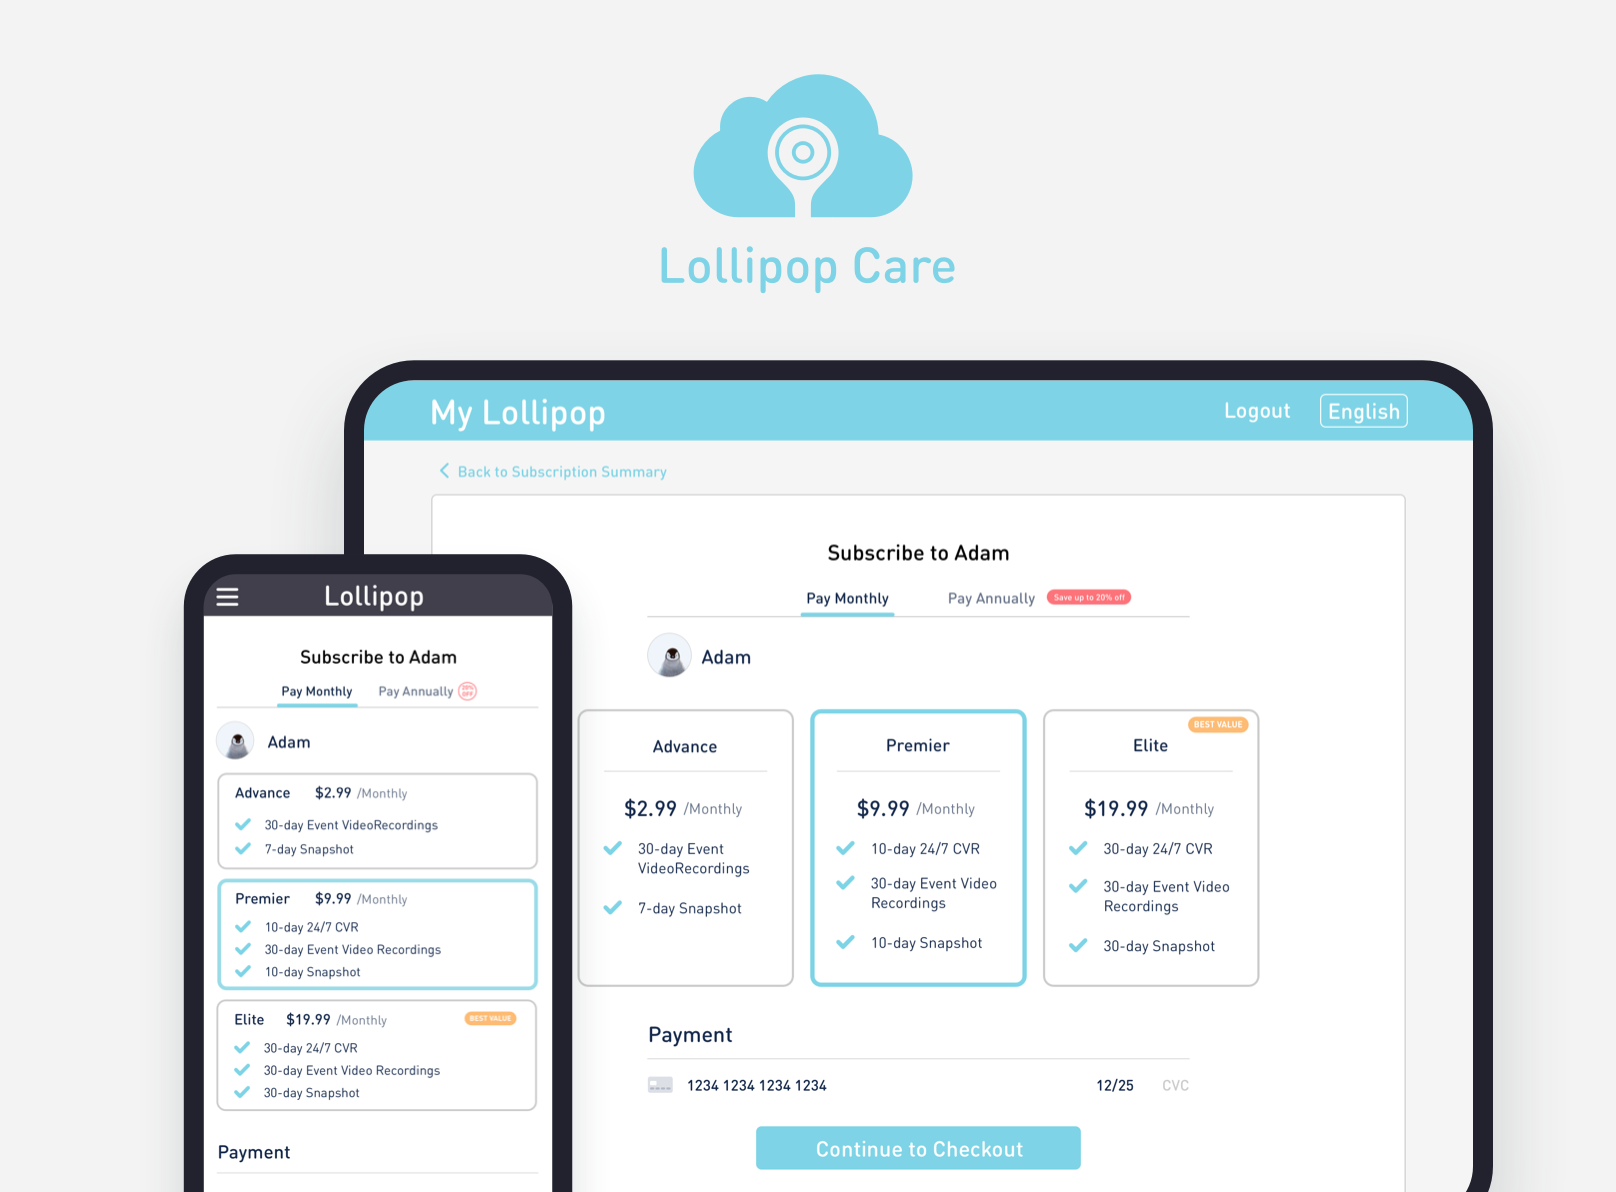 Lollipop Care
My Lollipop
Logout
English
Back to Subscription Summary
Subscribe to Adam
Pay Monthly
Pay Annually
Save up to 20% off
Adam
Advance
$2.99 /Monthly
30-day Event
VideoRecordings
7-day Snapshot
Premier
$9.99 /Monthly
10-day 24/7 CVR
30-day Event Video
Recordings
10-day Snapshot
BEST VALUE
Elite
$19.99 /Monthly
30-day 24/7 CVR
30-day Event Video
Recordings
30-day Snapshot
Payment
1234 1234 1234 1234
12/25
CVC
Continue to Checkout
Lollipop
Subscribe to Adam
Pay Monthly
Pay Annually
20%
OFF
Adam
Advance $2.99 /Monthly
30-day Event VideoRecordings
7-day Snapshot
Premier $9.99 /Monthly
10-day 24/7 CVR
30-day Event Video Recordings
10-day Snapshot
Elite $19.99 /Monthly
BEST VALUE
30-day 24/7 CVR
30-day Event Video Recordings
30-day Snapshot
Payment